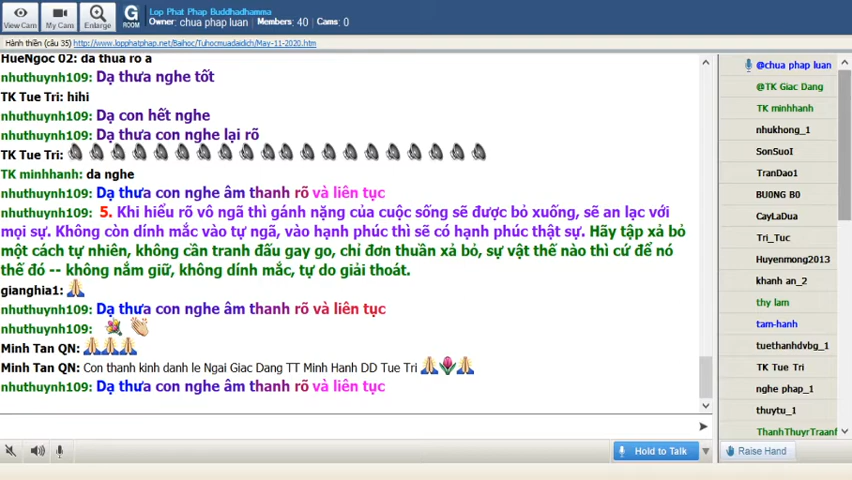 Lop Phat Phap Buddhadhamma
Owner: chua phap luan Members: 40 Cams: 0
View Cam
My Cam
Enlarge
G
ROOM
Hành thiền (câu 35) http://www.lopphatphap.net/Baihoc/Tuhocmuadaidich/May-11-2020.htm
HueNgoc 02: da thua ro a
nhuthuynh109: Dạ thưa nghe tốt
TK Tue Tri: hihi
nhuthuynh109: Dạ con hết nghe
nhuthuynh109: Dạ thưa con nghe lại rõ
TK Tue Tri:
TK minhhanh: da nghe
nhuthuynh109: Dạ thưa con nghe âm thanh rõ và liên tục
nhuthuynh109: 5. Khi hiểu rõ vô ngã thì gánh nặng của cuộc sống sẽ được bỏ xuống, sẽ an lạc với
mọi sự. Không còn dính mắc vào tự ngã, vào hạnh phúc thì sẽ có hạnh phúc thật sự. Hãy tập xả bỏ
một cách tự nhiên, không cần tranh đấu gay go, chỉ đơn thuần xả bỏ, sự vật thế nào thì cứ để nó
thế đó -- không nắm giữ, không dính mắc, tự do giải thoát.
gianghia1:
nhuthuynh109: Dạ thưa con nghe âm thanh rõ và liên tục
nhuthuynh109:
Minh Tan QN:
Minh Tan QN: Con thanh kinh danh le Ngai Giac Dang TT Minh Hanh DD Tue Tri
nhuthuynh109: Dạ thưa con nghe âm thanh rõ và liên tục
Hold to Talk
@chua phap luan
@TK Giac Dang
TK minhhanh
nhukhong_1
SonSuoI
TranDao1
BU0NG B0
CayLaDua
Tri_Tuc
Huyenmong2013
khanh an_2
thy lam
tam-hanh
tuethanhdvbg_1
TK Tue Tri
nghe phap_1
thuytu_1
ThanhThuyrTraanf
Raise Hand